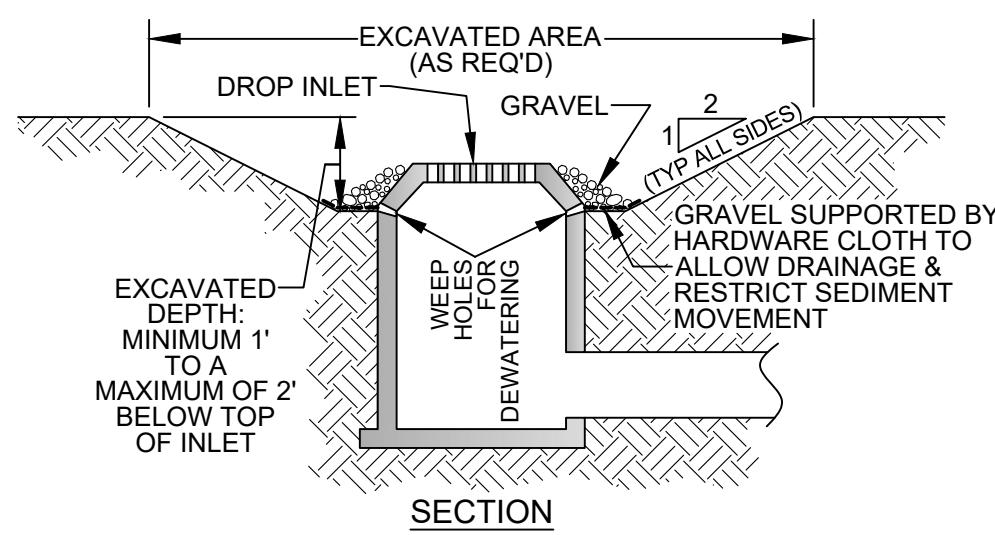 EXCAVATED AREA
(AS REQ'D)
DROP INLET
GRAVEL
2
1
(TYP ALL SIDES)
GRAVEL SUPPORTED BY
HARDWARE CLOTH TO
ALLOW DRAINAGE &
RESTRICT SEDIMENT
MOVEMENT
WEEP
HOLES
FOR
DEWATERING
EXCAVATED
DEPTH:
MINIMUM 1'
TO A
MAXIMUM OF 2'
BELOW TOP
OF INLET
SECTION